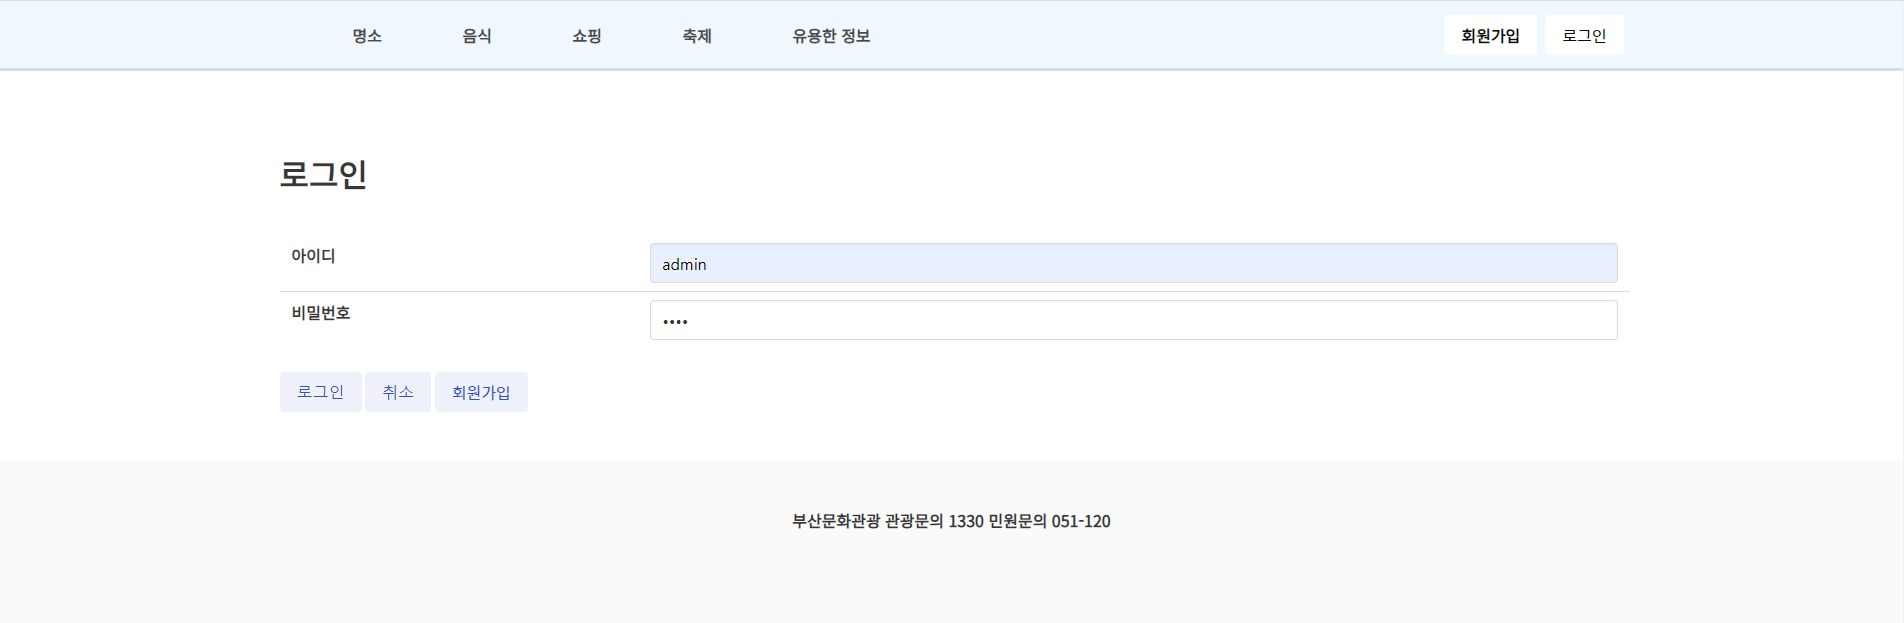 명소 음식 쇼핑 축제 유용한 정보 회원가입 로그인
로그인
아이디 admin
비밀번호 ••••
로그인 취소 회원가입
부산문화관광 관광문의 1330 민원문의 051-120